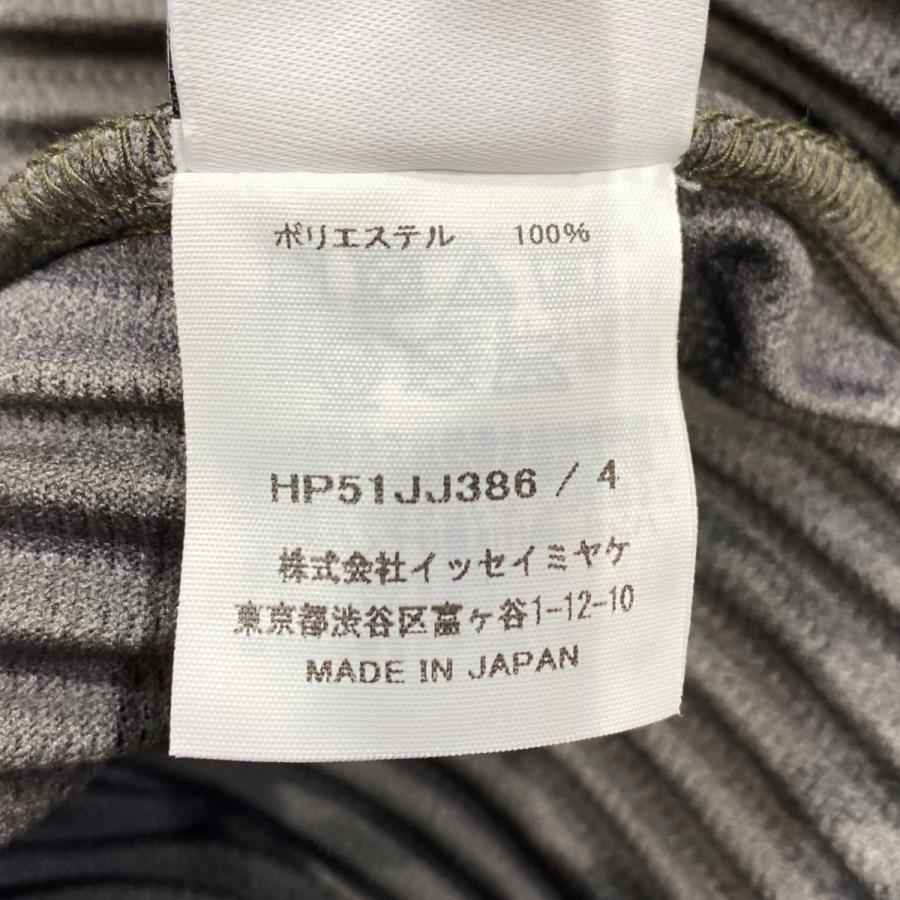 ポリエステル 100%
HP51JJ386 / 4
株式会社イッセイミヤケ
東京都渋谷区富ヶ谷1-12-10
MADE IN JAPAN